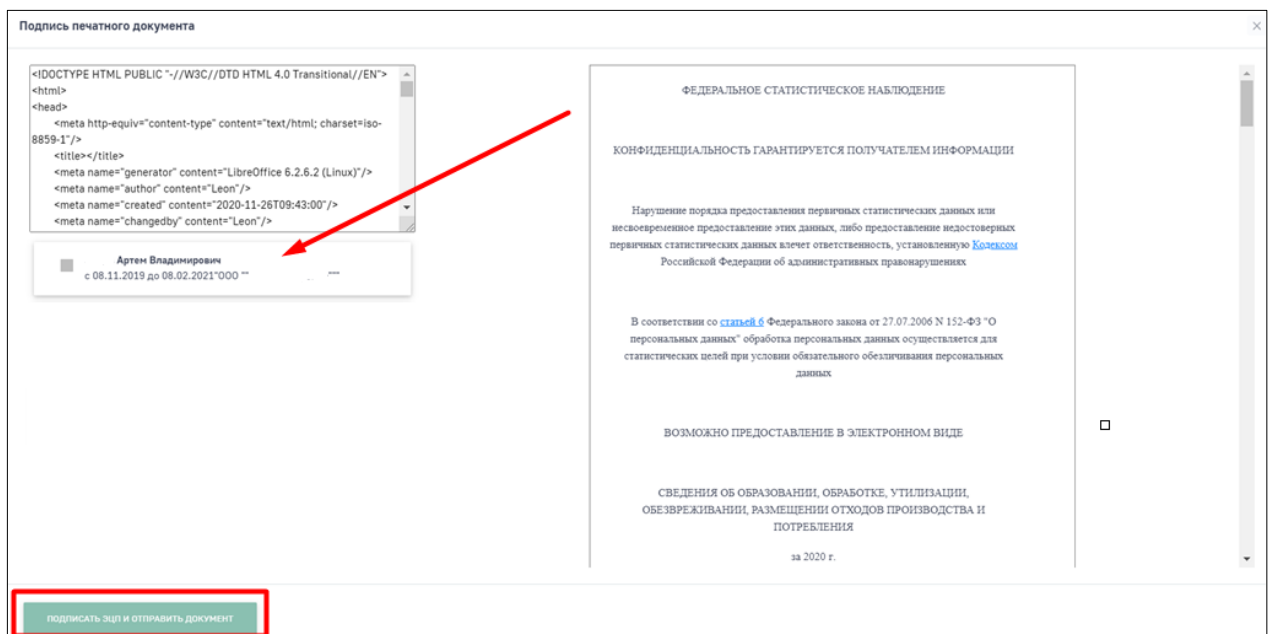 Подпись печатного документа
<!DOCTYPE HTML PUBLIC "-//W3C//DTD HTML 4.0 Transitional//EN">
<html>
<head>
<meta http-equiv="content-type" content="text/html; charset=iso-
8859-1"/>
<title></title>
<meta name="generator" content="LibreOffice 6.2.6.2 (Linux)"/>
<meta name="author" content="Leon"/>
<meta name="created" content="2020-11-26T09:43:00"/>
<meta name="changedby" content="Leon"/>
Артем Владимирович
с 08.11.2019 до 08.02.2021"ООО ""
"""
ФЕДЕРАЛЬНОЕ СТАТИСТИЧЕСКОЕ НАБЛЮДЕНИЕ
КОНФИДЕНЦИАЛЬНОСТЬ ГАРАНТИРУЕТСЯ ПОЛУЧАТЕЛЕМ ИНФОРМАЦИИ
Нарушение порядка предоставления первичных статистических данных или
несвоевременное предоставление этих данных, либо предоставление недостоверных
первичных статистических данных влечет ответственность, установленную Кодексом
Российской Федерации об административных правонарушениях
В соответствии со статьей 6 Федерального закона от 27.07.2006 N 152-ФЗ "О
персональных данных" обработка персональных данных осуществляется для
статистических целей при условии обязательного обезличивания персональных
данных
ВОЗМОЖНО ПРЕДОСТАВЛЕНИЕ В ЭЛЕКТРОННОМ ВИДЕ
СВЕДЕНИЯ ОБ ОБРАЗОВАНИИ, ОБРАБОТКЕ, УТИЛИЗАЦИИ,
ОБЕЗВРЕЖИВАНИИ, РАЗМЕЩЕНИИ ОТХОДОВ ПРОИЗВОДСТВА И
ПОТРЕБЛЕНИЯ
за 2020 г.
ПОДПИСАТЬ ЭЦП И ОТПРАВИТЬ ДОКУМЕНТ